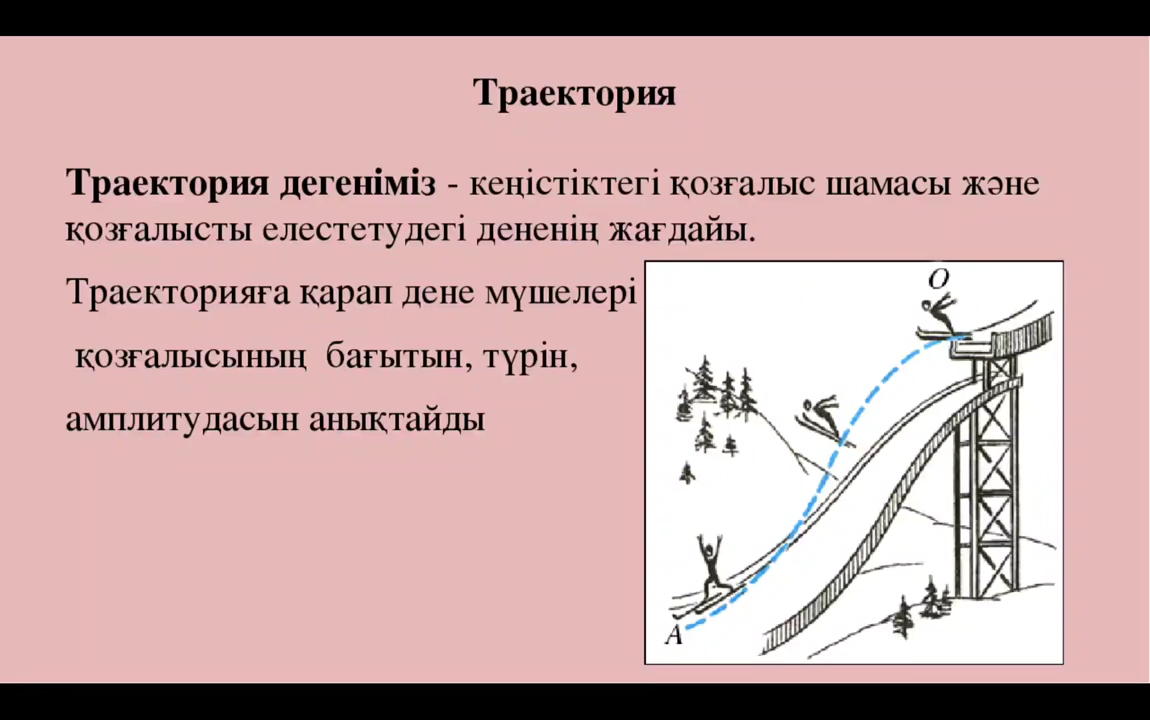 Траектория
Траектория дегеніміз - кеңістіктегі қозғалыс шамасы және
қозғалысты елестетудегі дененің жағдайы.
Траекторияға қарап дене мүшелері
қозғалысының бағытын, түрін,
амплитудасын анықтайды
O
A